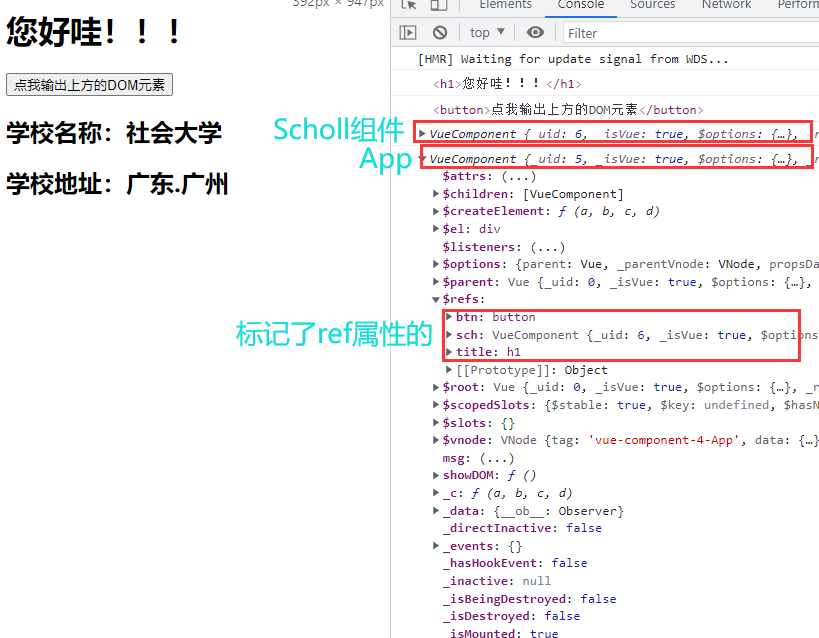 392px × 947px
Elements Console Sources Network Perform
top ▼ Filter
您好哇！！！
点我输出上方的DOM元素
学校名称：社会大学
学校地址：广东.广州
Scholl组件
App
标记了ref属性的
[HMR] Waiting for update signal from WDS...
<h1>您好哇！！！</h1>
<button>点我输出上方的DOM元素</button>
▶VueComponent {_uid: 6, _isVue: true, $options: {…},
▼VueComponent {_uid: 5, _isVue: true, $options: {…},
$attrs: (...)
▶$children: [VueComponent]
▶$createElement: ƒ (a, b, c, d)
▶$el: div
$listeners: (...)
▶$options: {parent: Vue, _parentVnode: VNode, propsDa
▶$parent: Vue {_uid: 0, _isVue: true, $options: {…},
▼$refs:
▶btn: button
▶sch: VueComponent {_uid: 6, _isVue: true, $options
▶title: h1
▶[[Prototype]]: Object
▶$root: Vue {_uid: 0, _isVue: true, $options: {…}, _r
▶$scopedSlots: {$stable: true, $key: undefined, $hasN
▶$slots: {}
▶$vnode: VNode {tag: 'vue-component-4-App', data: {…}
msg: (...)
▶showDOM: ƒ ()
▶_c: ƒ (a, b, c, d)
▶_data: {__ob__: Observer}
_directInactive: false
▶_events: {}
_hasHookEvent: false
_inactive: null
_isBeingDestroyed: false
_isDestroyed: false
_isMounted: true